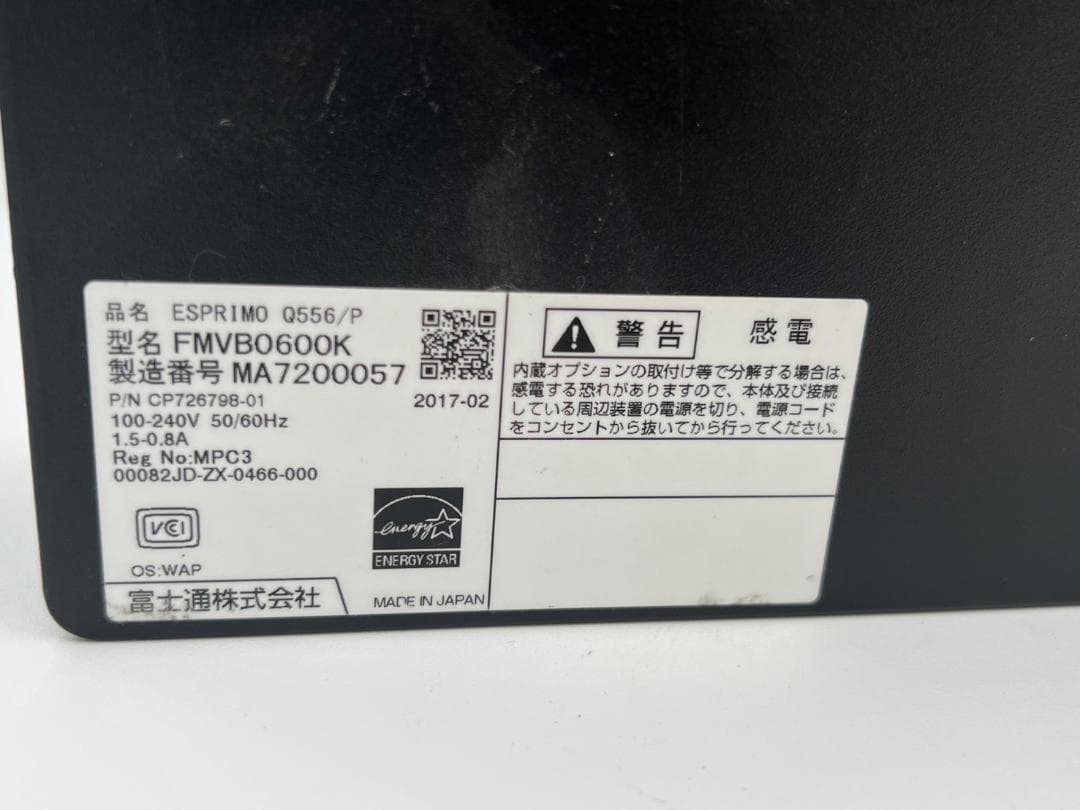 品名 ESPRIMO Q556/P
型名 FMVB0600K
製造番号 MA7200057
P/N CP726798-01
2017-02
100-240V 50/60Hz
1.5-0.8A
Reg No:MPC3
00082JD-ZX-0466-000
VCI
energy
ENERGY STAR
OS:WAP
富士通株式会社
MADE IN JAPAN
警告 感電
内蔵オプションの取付け等で分解する場合は、
感電する恐れがありますので、本体及び接続
している周辺装置の電源を切り、電源コード
をコンセントから抜いてから行ってください。